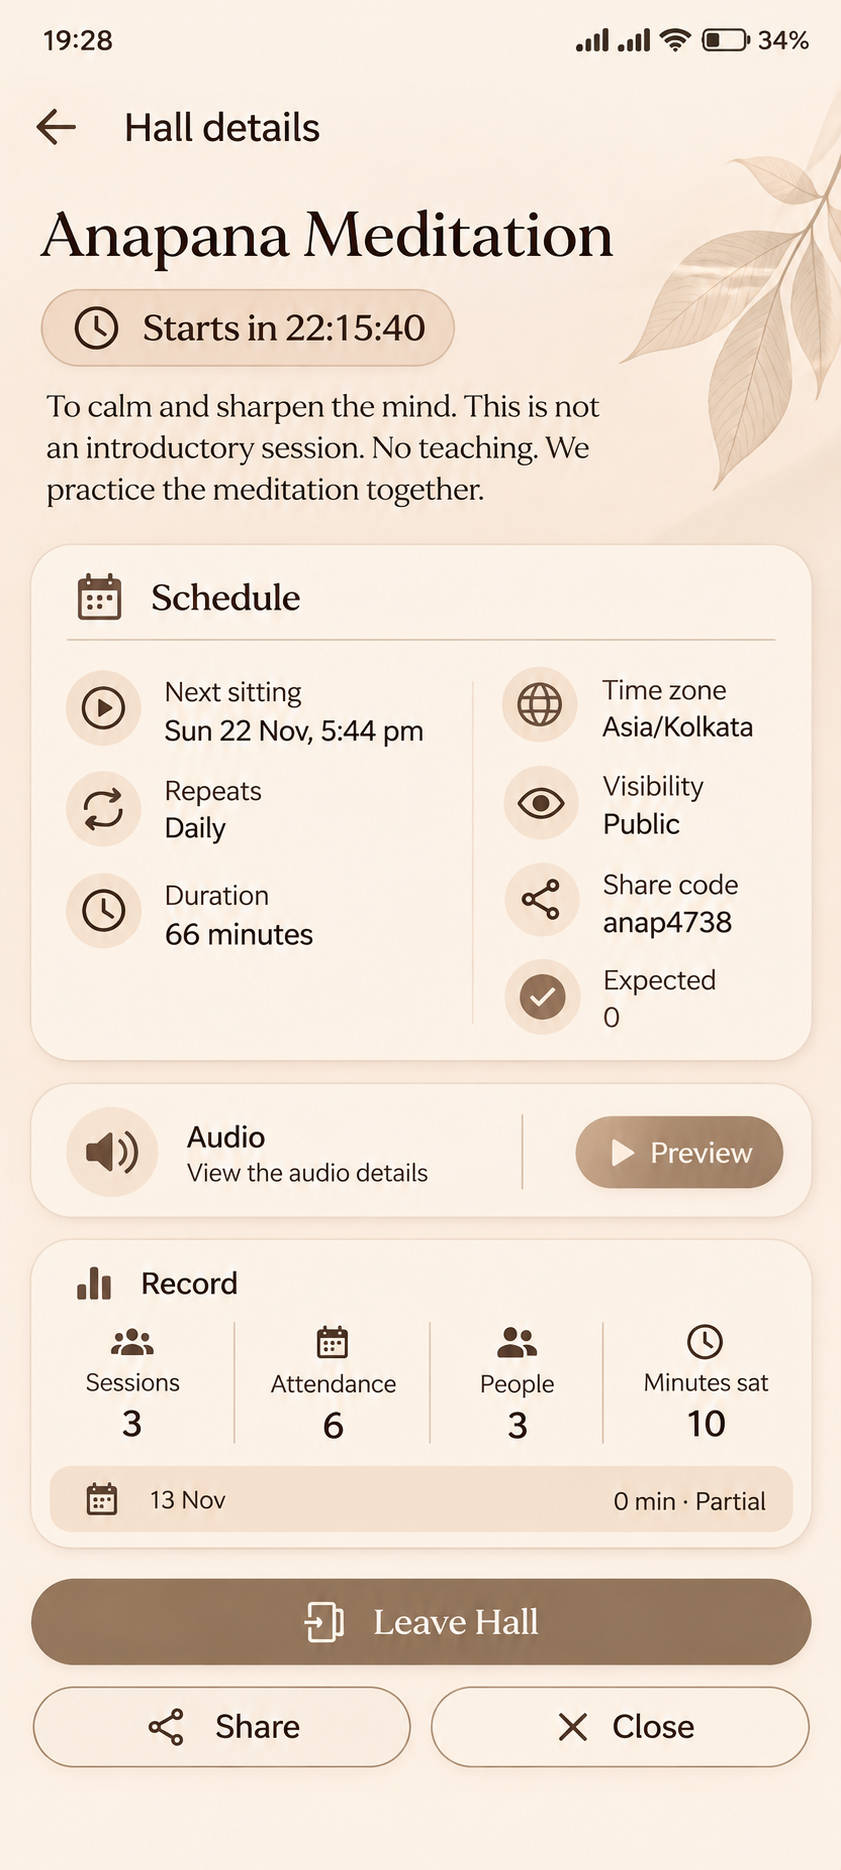 19:28
34%
Hall details
Anapana Meditation
Starts in 22:15:40
To calm and sharpen the mind. This is not
an introductory session. No teaching. We
practice the meditation together.
Schedule
Next sitting
Sun 22 Nov, 5:44 pm
Repeats
Daily
Duration
66 minutes
Time zone
Asia/Kolkata
Visibility
Public
Share code
anap4738
Expected
0
Audio
View the audio details
Preview
Record
Sessions
3
Attendance
6
People
3
Minutes sat
10
13 Nov
0 min · Partial
Leave Hall
Share
Close